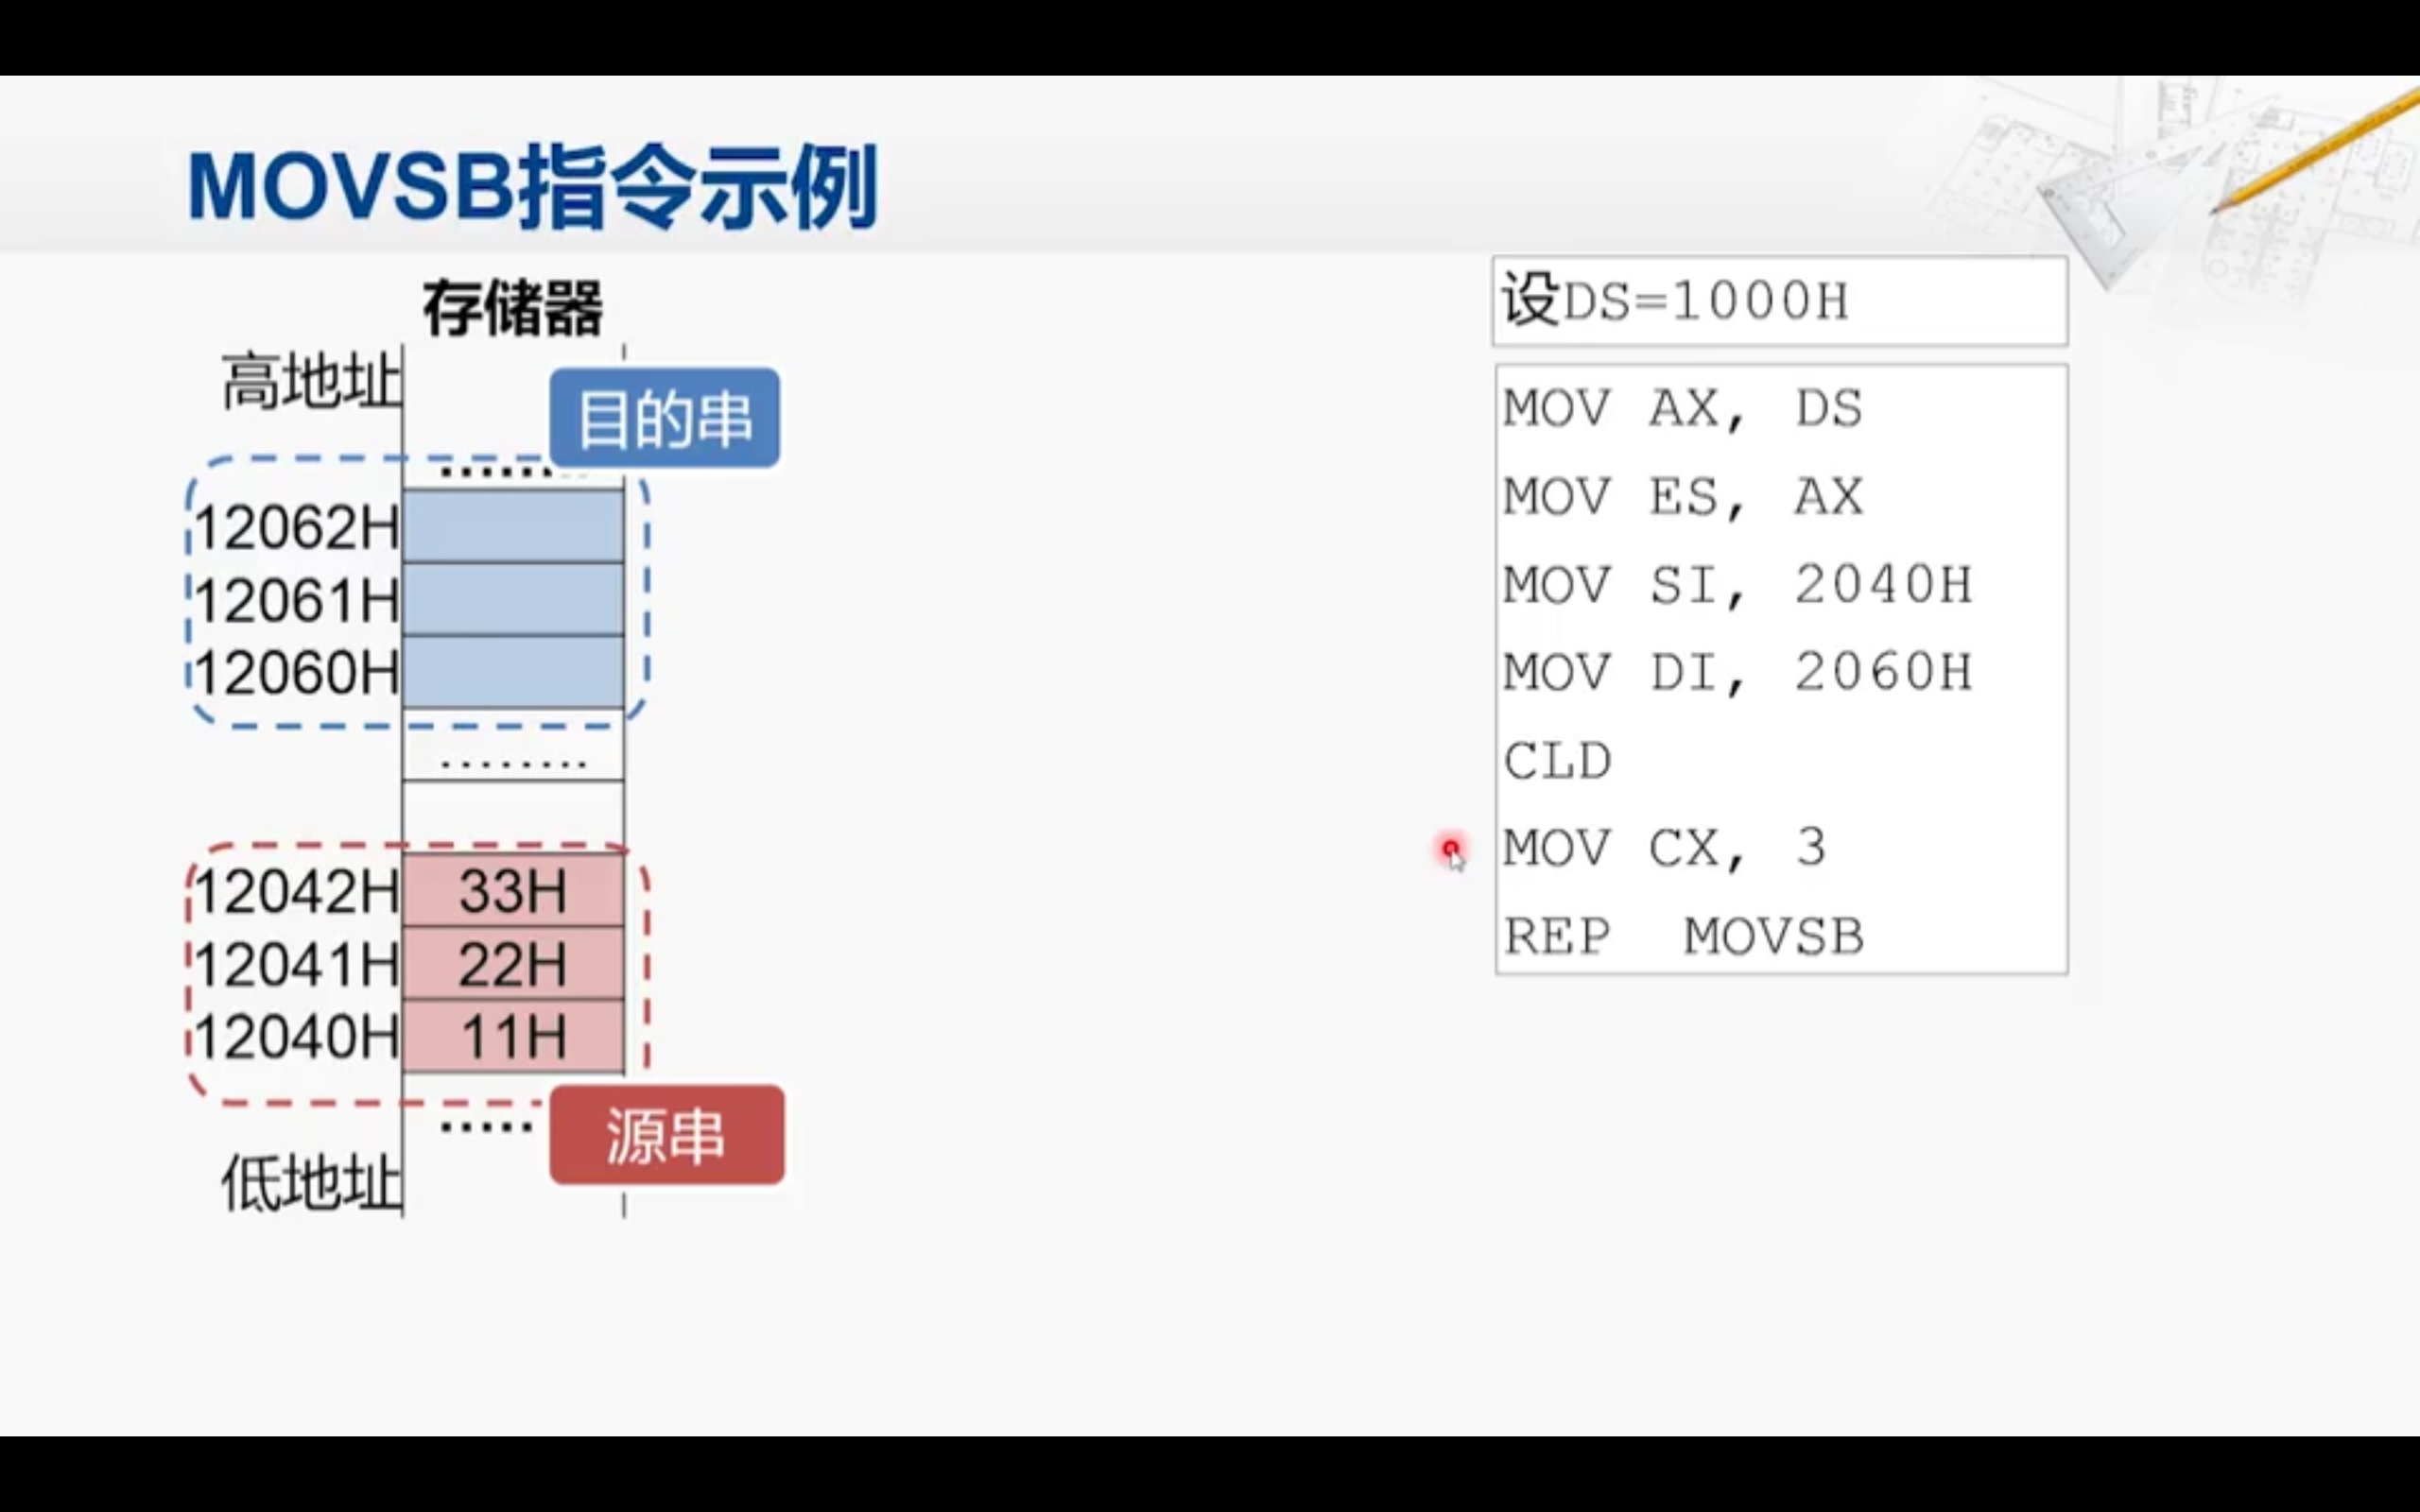 MOVSB指令示例
存储器
高地址
目的串
........
12062H
12061H
12060H
........
12042H 33H
12041H 22H
12040H 11H
.....
源串
低地址
设DS=1000H
MOV AX, DS
MOV ES, AX
MOV SI, 2040H
MOV DI, 2060H
CLD
MOV CX, 3
REP MOVSB